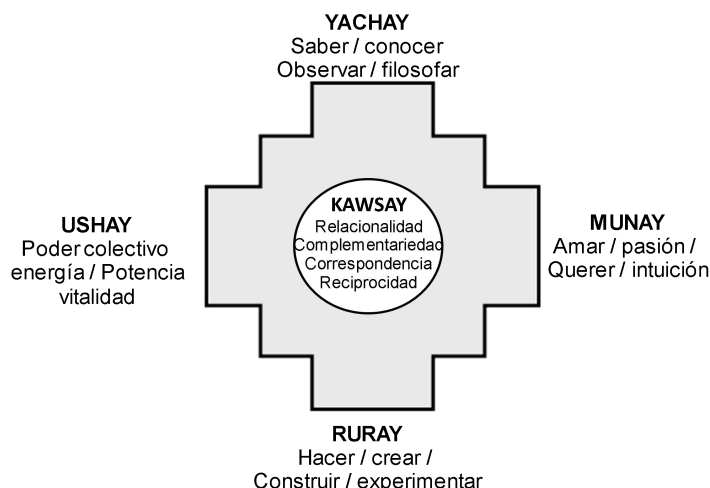 YACHAY
Saber / conocer
Observar / filosofar
USHAY
Poder colectivo
energía / Potencia
vitalidad
KAWSAY
Relacionalidad
Complementariedad
Correspondencia
Reciprocidad
MUNAY
Amar / pasión /
Querer / intuición
RURAY
Hacer / crear /
Construir / experimentar